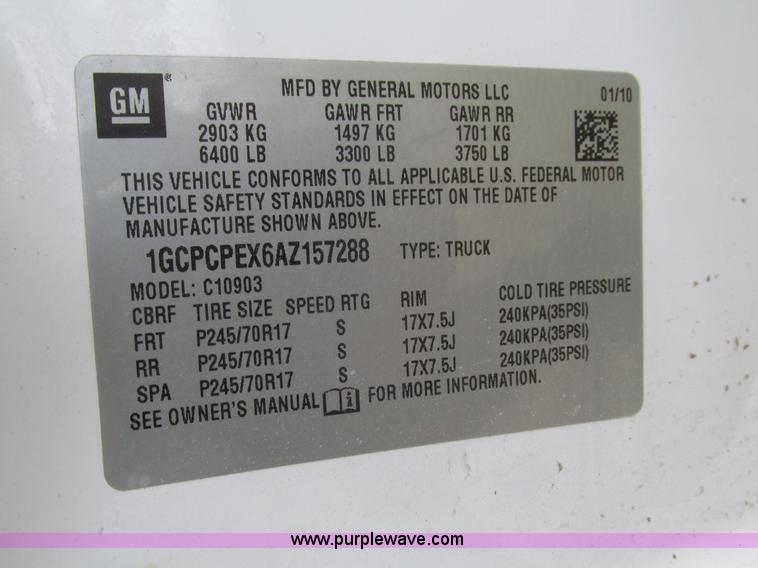 GM ®
MFD BY GENERAL MOTORS LLC 01/10
GVWR GAWR FRT GAWR RR
2903 KG 1497 KG 1701 KG
6400 LB 3300 LB 3750 LB
THIS VEHICLE CONFORMS TO ALL APPLICABLE U.S. FEDERAL MOTOR
VEHICLE SAFETY STANDARDS IN EFFECT ON THE DATE OF
MANUFACTURE SHOWN ABOVE.
1GCPCPEX6AZ157288 TYPE: TRUCK
MODEL: C10903
CBRF TIRE SIZE SPEED RTG RIM COLD TIRE PRESSURE
FRT P245/70R17 S 17X7.5J 240KPA(35PSI)
RR P245/70R17 S 17X7.5J 240KPA(35PSI)
SPA P245/70R17 S 17X7.5J 240KPA(35PSI)
SEE OWNER'S MANUAL i FOR MORE INFORMATION.
www.purplewave.com